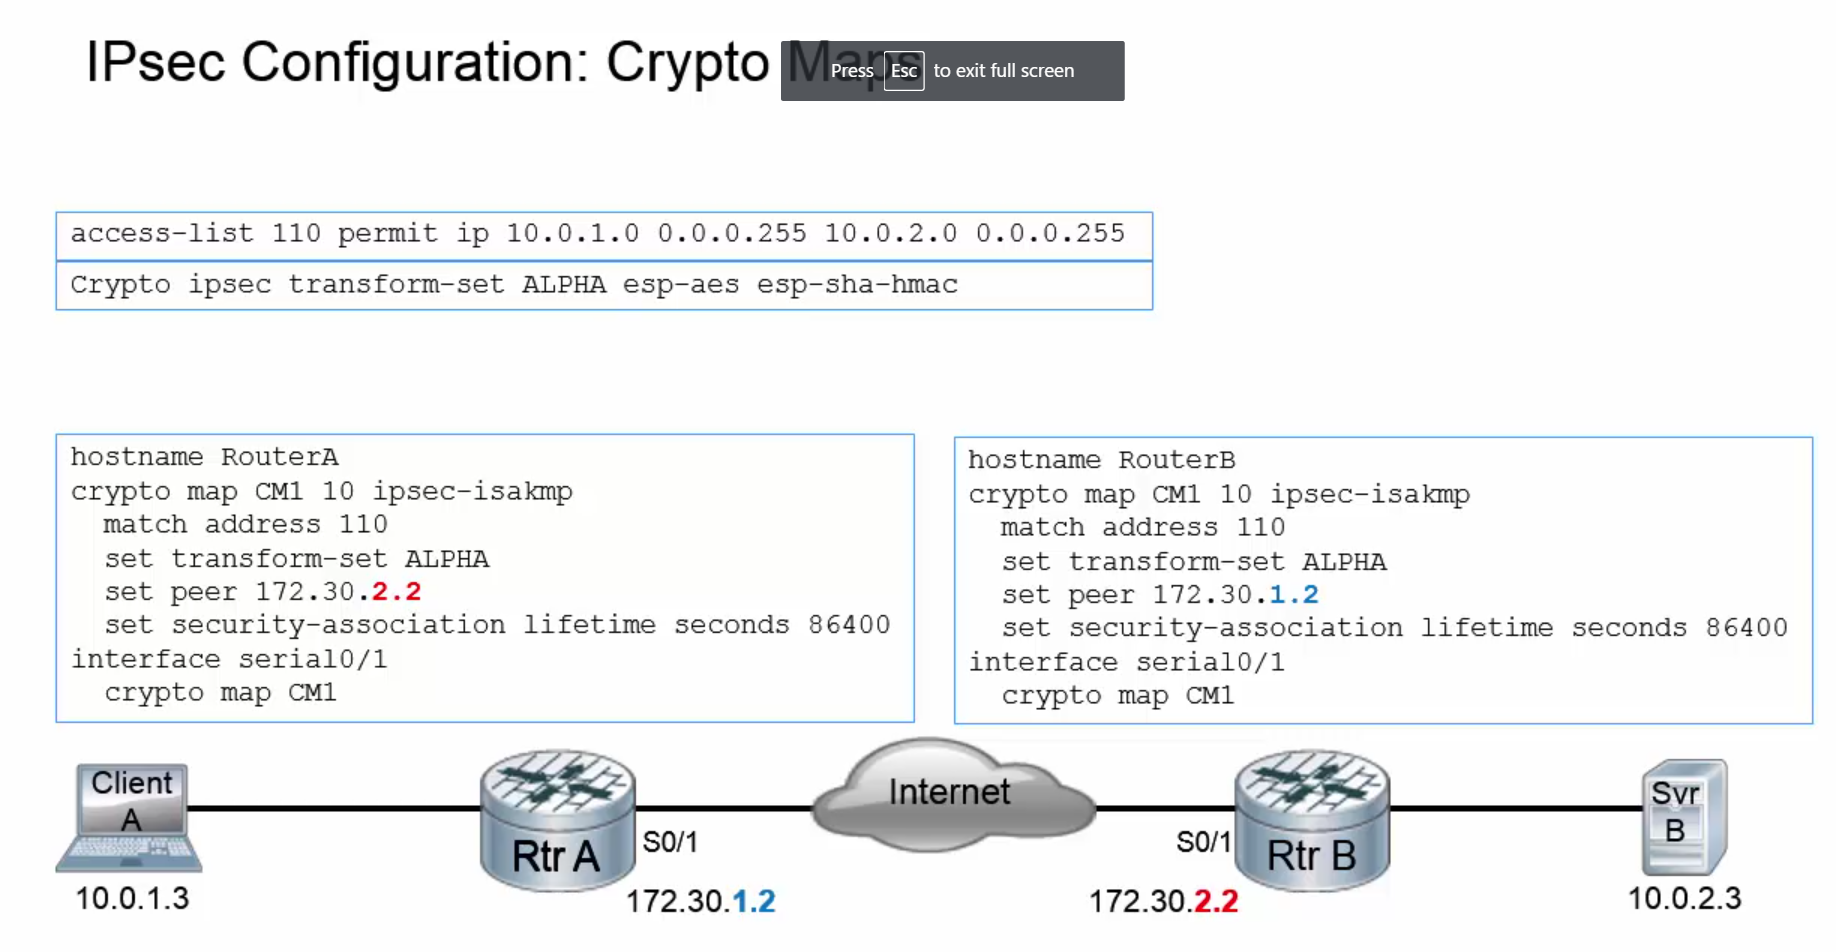 IPsec Configuration: Crypto Maps
Press Esc to exit full screen
access-list 110 permit ip 10.0.1.0 0.0.0.255 10.0.2.0 0.0.0.255
Crypto ipsec transform-set ALPHA esp-aes esp-sha-hmac
hostname RouterA
crypto map CM1 10 ipsec-isakmp
match address 110
set transform-set ALPHA
set peer 172.30.2.2
set security-association lifetime seconds 86400
interface serial0/1
crypto map CM1
hostname RouterB
crypto map CM1 10 ipsec-isakmp
match address 110
set transform-set ALPHA
set peer 172.30.1.2
set security-association lifetime seconds 86400
interface serial0/1
crypto map CM1
Client
A
10.0.1.3
Rtr A
S0/1
172.30.1.2
Internet
S0/1
172.30.2.2
Rtr B
Svr
B
10.0.2.3